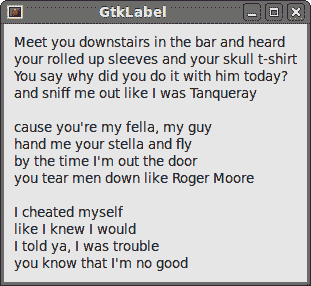 GtkLabel
Meet you downstairs in the bar and heard
your rolled up sleeves and your skull t-shirt
You say why did you do it with him today?
and sniff me out like I was Tanqueray

cause you're my fella, my guy
hand me your stella and fly
by the time I'm out the door
you tear men down like Roger Moore

I cheated myself
like I knew I would
I told ya, I was trouble
you know that I'm no good